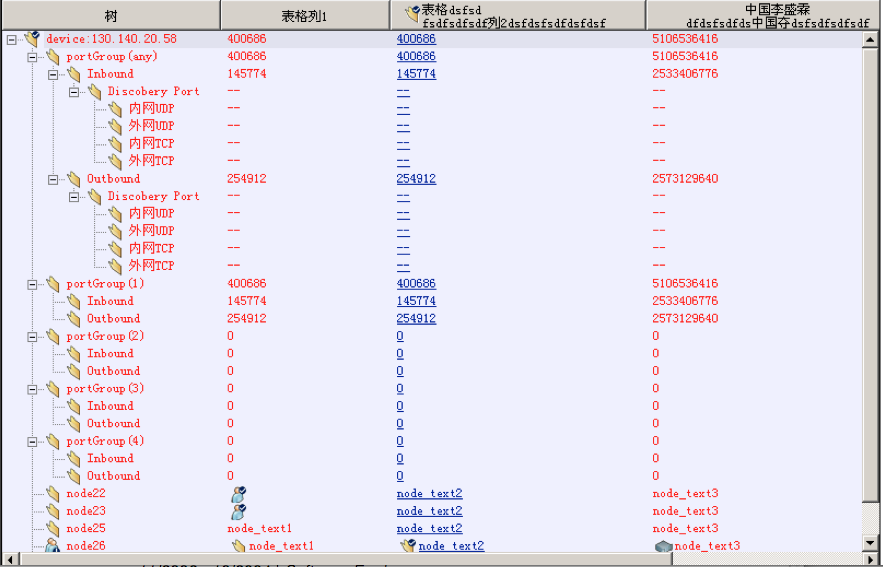 树 表格列1 表格dsfsd 中国李盛霖
fsdfsdfsdf列2dsfdsfsdfdsfdsf dfdsfsdfds中国夺dsfsdfsdfsdf
device:130.140.20.58 400686 400686 5106536416
portGroup(any) 400686 400686 5106536416
Inbound 145774 145774 2533406776
Discobery Port -- -- --
内网UDP -- -- --
外网UDP -- -- --
内网TCP -- -- --
外网TCP -- -- --
Outbound 254912 254912 2573129640
Discobery Port -- -- --
内网UDP -- -- --
外网UDP -- -- --
内网TCP -- -- --
外网TCP -- -- --
portGroup(1) 400686 400686 5106536416
Inbound 145774 145774 2533406776
Outbound 254912 254912 2573129640
portGroup(2) 0 0 0
Inbound 0 0 0
Outbound 0 0 0
portGroup(3) 0 0 0
Inbound 0 0 0
Outbound 0 0 0
portGroup(4) 0 0 0
Inbound 0 0 0
Outbound 0 0 0
node22 node_text2 node_text3
node23 node_text2 node_text3
node25 node_text1 node_text2 node_text3
node26 node_text1 node_text2 node_text3